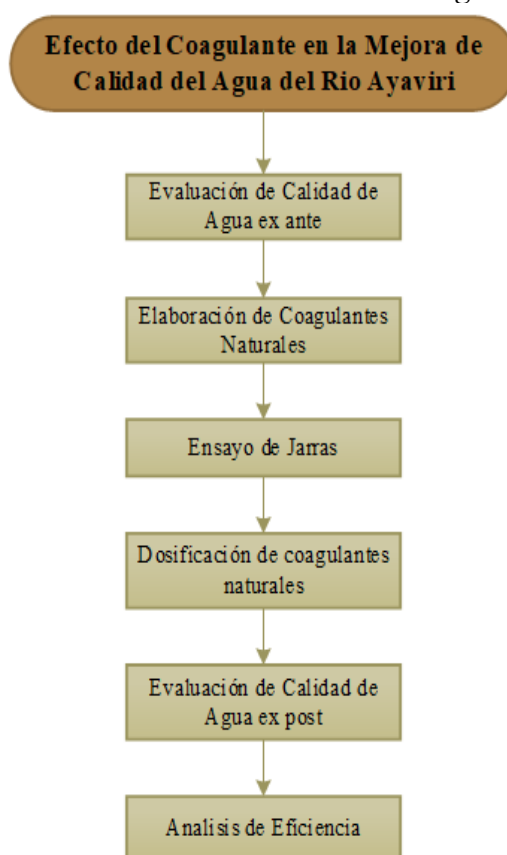 Efecto del Coagulante en la Mejora de
Calidad del Agua del Rio Ayaviri
Evaluación de Calidad de
Agua ex ante
Elaboración de Coagulantes
Naturales
Ensayo de Jarras
Dosificación de coagulantes
naturales
Evaluación de Calidad de
Agua ex post
Analisis de Eficiencia